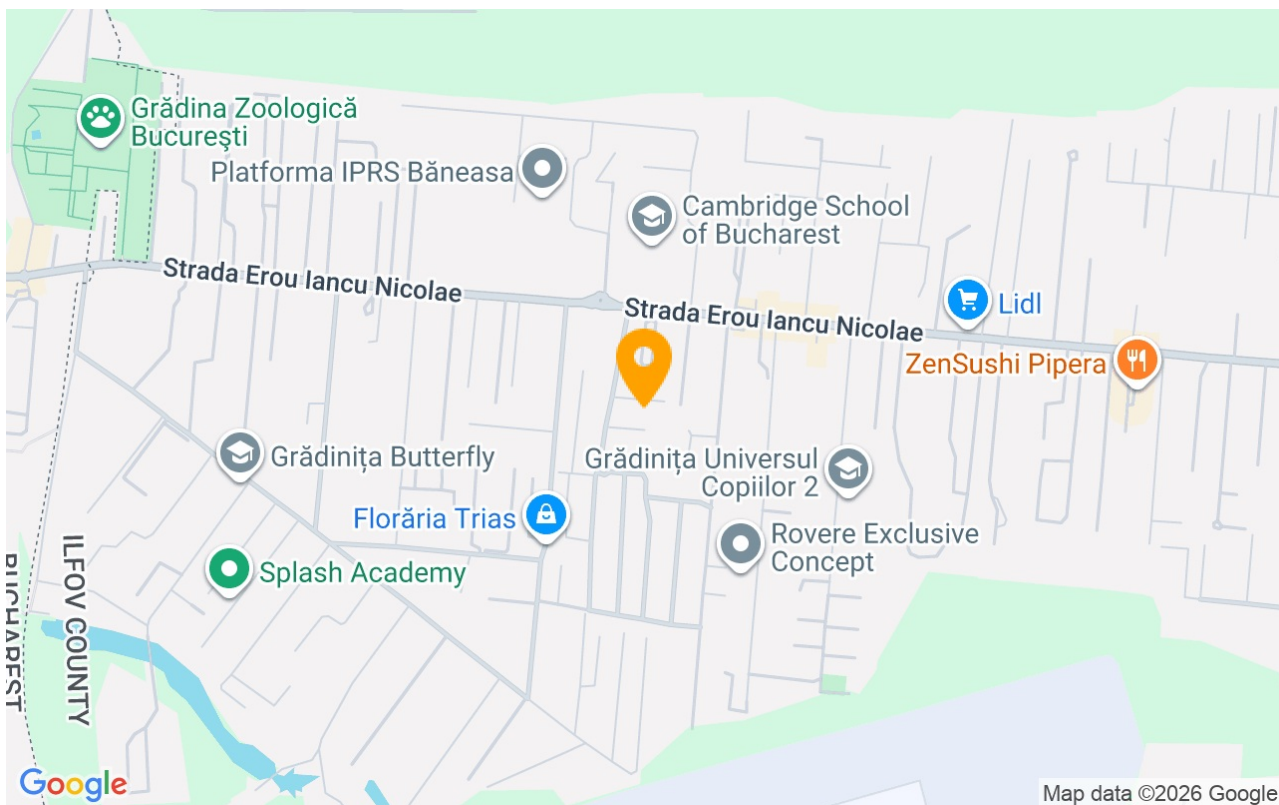 Grădina Zoologică
București
Platforma IPRS Băneasa
Cambridge School
of Bucharest
Strada Erou Iancu Nicolae
Strada Erou Iancu Nicolae
Lidl
ZenSushi Pipera
Grădinița Butterfly
Grădinița Universul
Copiilor 2
Florăria Trias
Rovere Exclusive
Concept
Splash Academy
ILFOV COUNTY
BUCHAREST
Google
Map data ©2026 Google